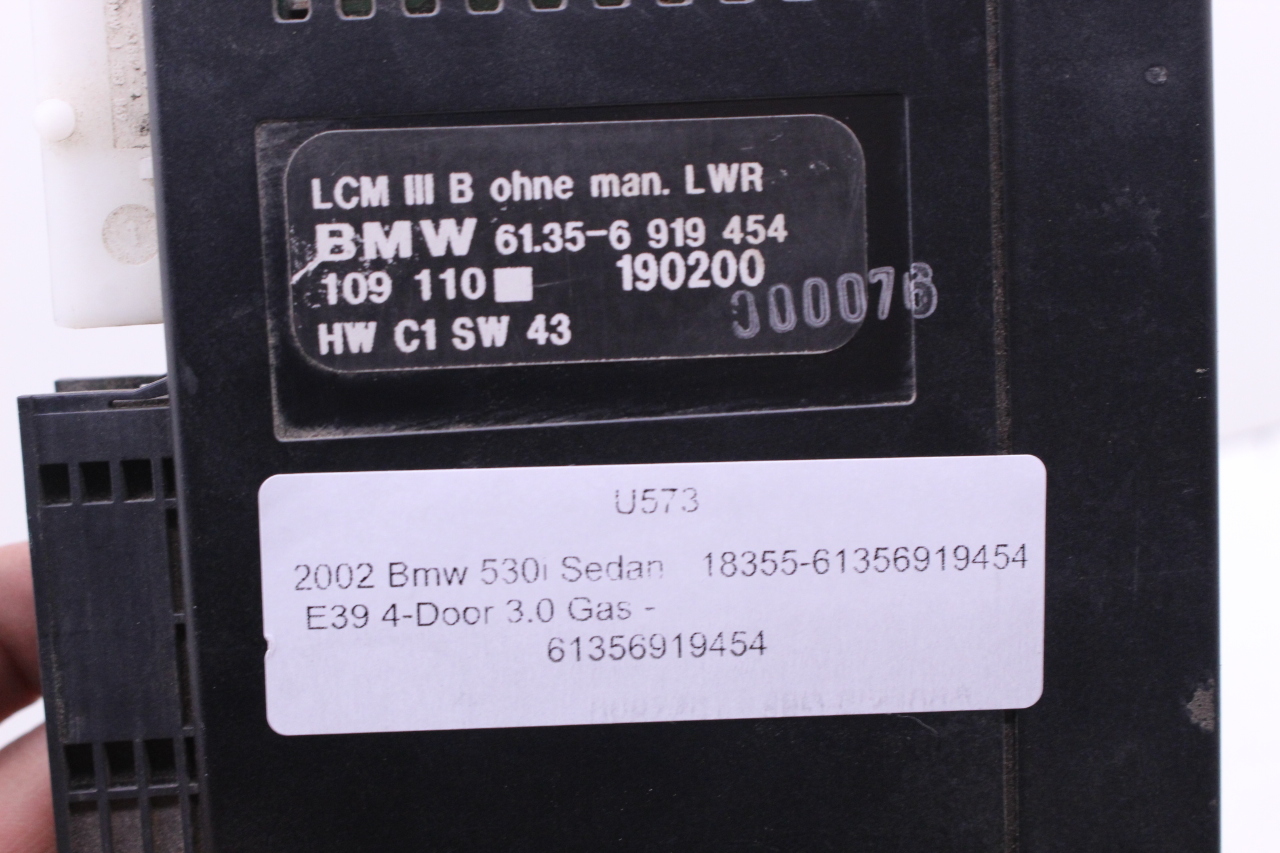 LCM III B ohne man. LWR
BMW 61.35-6 919 454
109 110 190200
000076
HW C1 SW 43
U573
2002 Bmw 530i Sedan 18355-61356919454
E39 4-Door 3.0 Gas -
61356919454